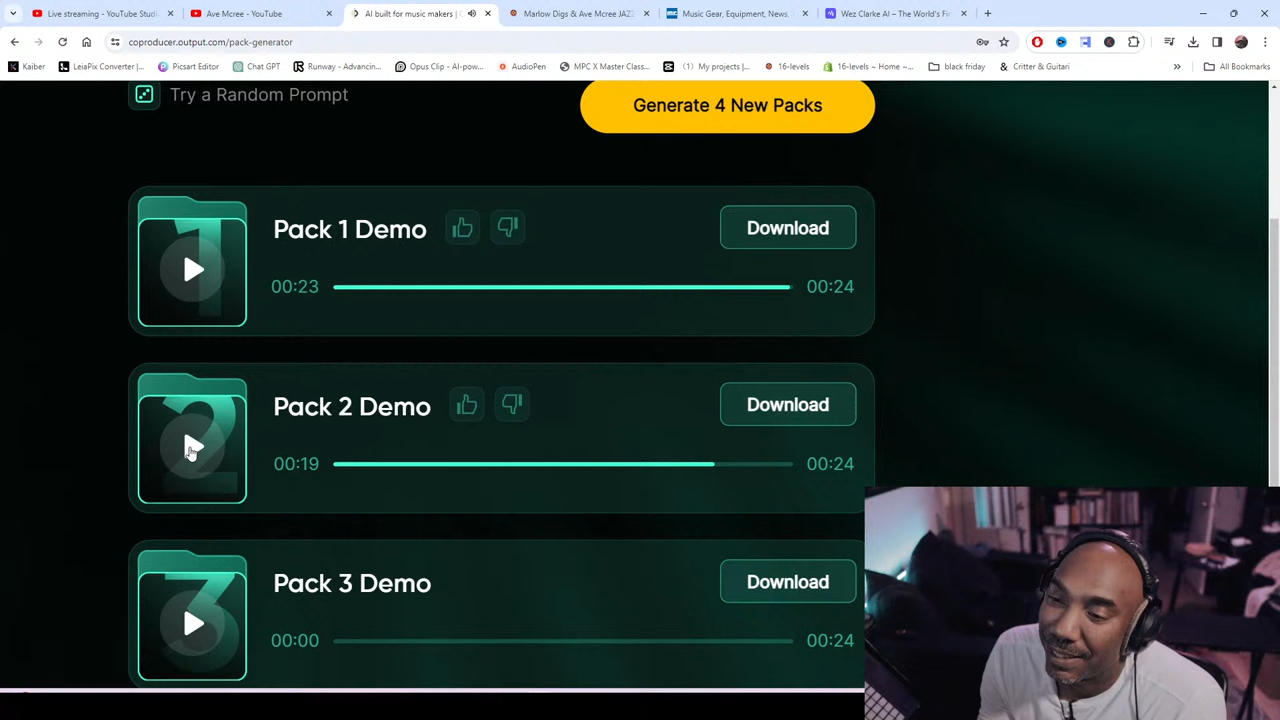 Live streaming - YouTube Studi
Ave Mcree - YouTube
AI built for music makers |
Marlow Digs & Ave Mcree JAZZ
Music Gear, Equipment, News,
Wez Clarke AI – The World's Fi
coproducer.output.com/pack-generator
Kaiber
LeiaPix Converter |...
Picsart Editor
Chat GPT
Runway - Advancin...
Opus Clip - AI-pow...
AudioPen
MPC X Master Class...
(1) My projects |...
16-levels
16-levels ~ Home ~...
black friday
Critter & Guitari
All Bookmarks
Try a Random Prompt
Generate 4 New Packs
1
Pack 1 Demo
Download
00:23
00:24
2
Pack 2 Demo
Download
00:19
00:24
3
Pack 3 Demo
Download
00:00
00:24